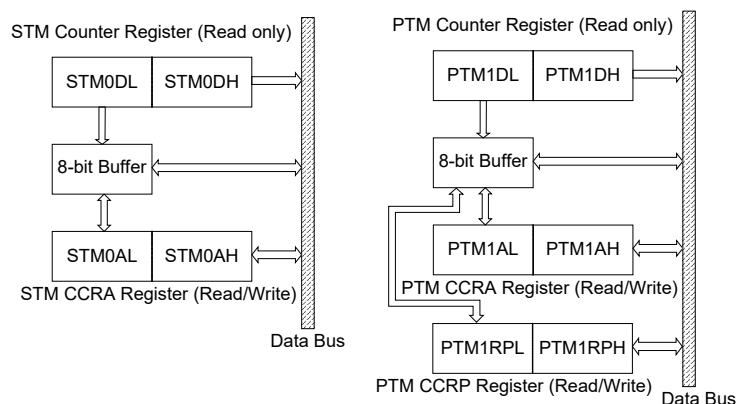 STM Counter Register (Read only)
STM0DL STM0DH
8-bit Buffer
STM0AL STM0AH
STM CCRA Register (Read/Write)
Data Bus
PTM Counter Register (Read only)
PTM1DL PTM1DH
8-bit Buffer
PTM1AL PTM1AH
PTM CCRA Register (Read/Write)
PTM1RPL PTM1RPH
PTM CCRP Register (Read/Write)
Data Bus